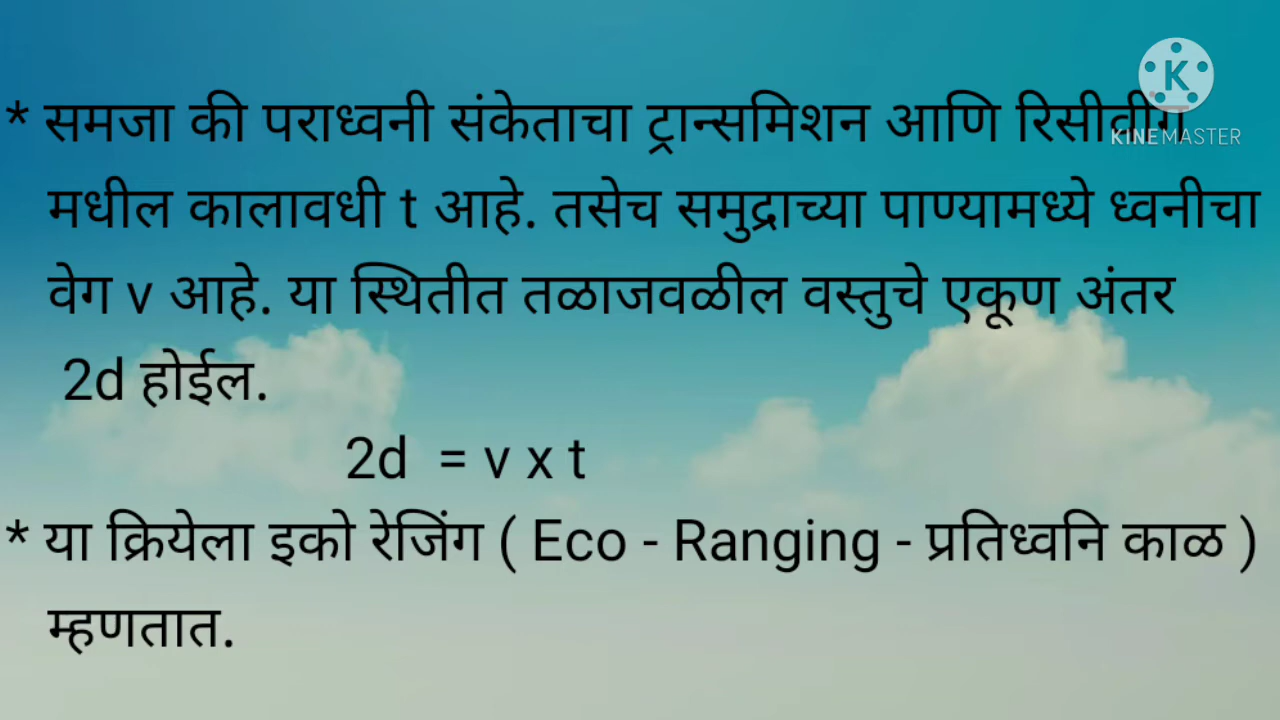 * समजा की पराध्वनी संकेताचा ट्रान्समिशन आणि रिसीवींग
मधील कालावधी t आहे. तसेच समुद्राच्या पाण्यामध्ये ध्वनीचा
वेग v आहे. या स्थितीत तळाजवळील वस्तुचे एकूण अंतर
2d होईल.
2d = v x t
* या क्रियेला इको रेजिंग ( Eco - Ranging - प्रतिध्वनि काळ )
म्हणतात.
K
KINEMASTER